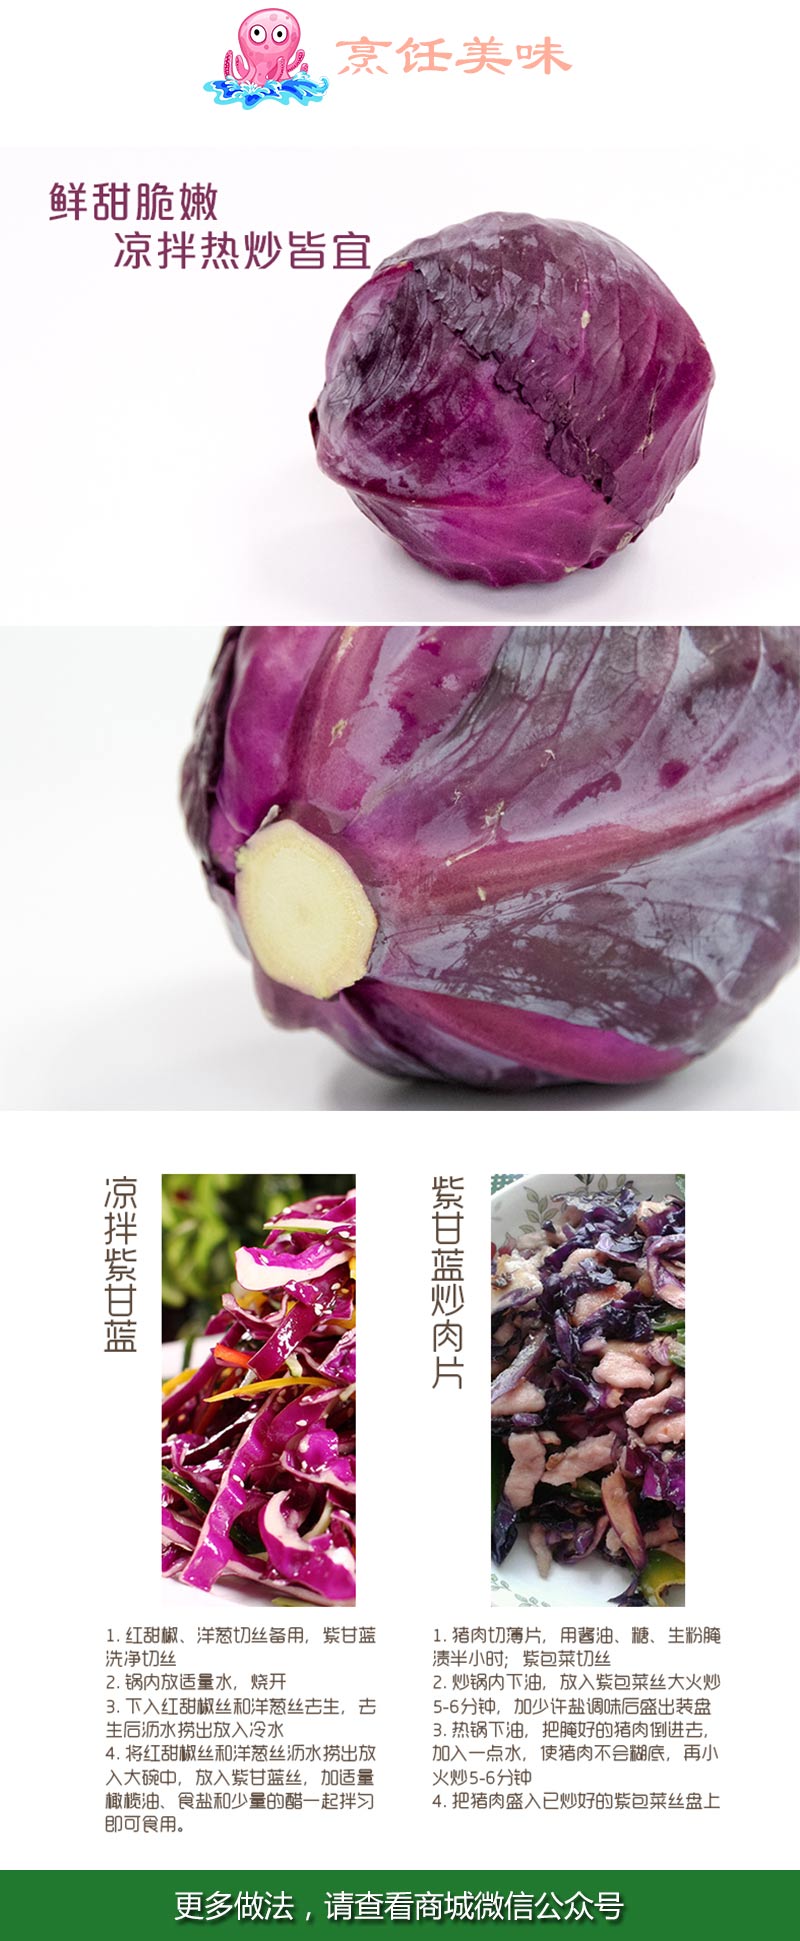 烹饪美味
鲜甜脆嫩
凉拌热炒皆宜
凉拌紫甘蓝
1. 红甜椒、洋葱切丝备用，紫甘蓝
洗净切丝
2. 锅内放适量水，烧开
3. 下入红甜椒丝和洋葱丝去生，去
生后沥水捞出放入冷水
4. 将红甜椒丝和洋葱丝沥水捞出放
入大碗中，放入紫甘蓝丝，加适量
橄榄油、食盐和少量的醋一起拌习
即可食用。
紫甘蓝炒肉片
1. 猪肉切薄片，用酱油、糖、生粉腌
渍半小时；紫包菜切丝
2. 炒锅内下油，放入紫包菜丝大火炒
5-6分钟，加少许盐调味后盛出装盘
3. 热锅下油，把腌好的猪肉倒进去，
加入一点水，使猪肉不会糊底，再小
火炒5-6分钟
4. 把猪肉盛入已炒好的紫包菜丝盘上
更多做法，请查看商城微信公众号